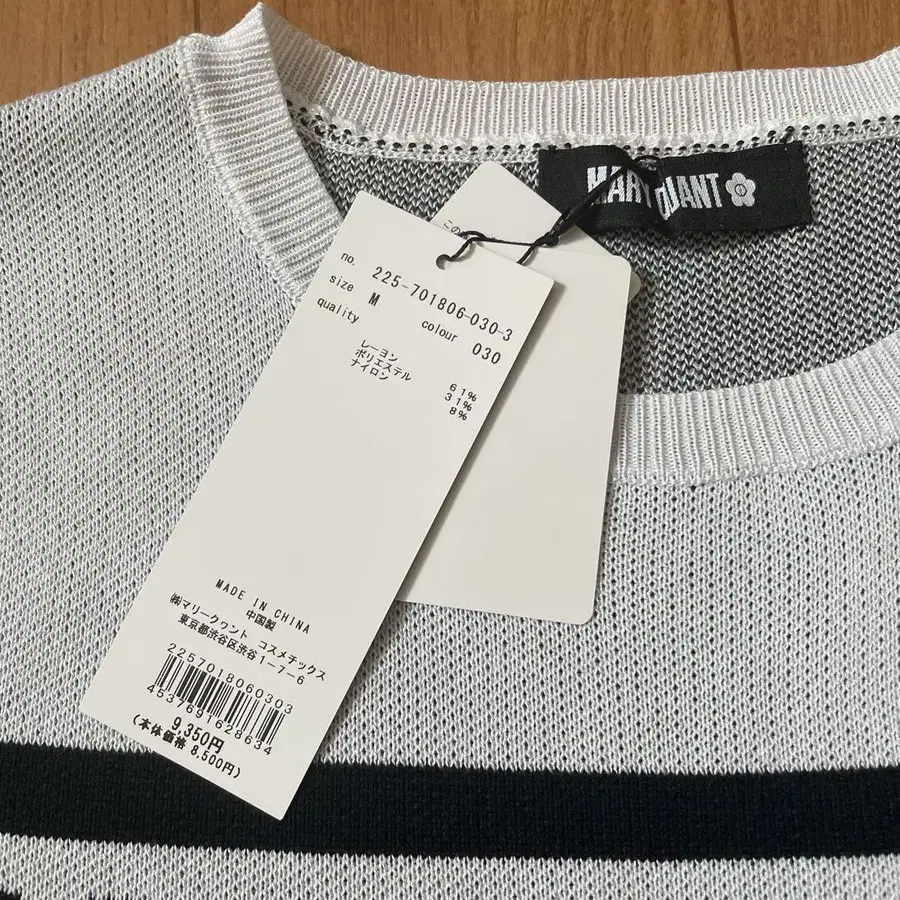 MARY QUANT
この
no. 225-701806-030-3
size M colour 030
quality
レーヨン 61%
ポリエステル 31%
ナイロン 8%
MADE IN CHINA
中国製
㈱マリークヮント コスメチックス
東京都渋谷区渋谷1-7-6
2257018060303
4537691628634
9,350円
(本体価格 8,500円)